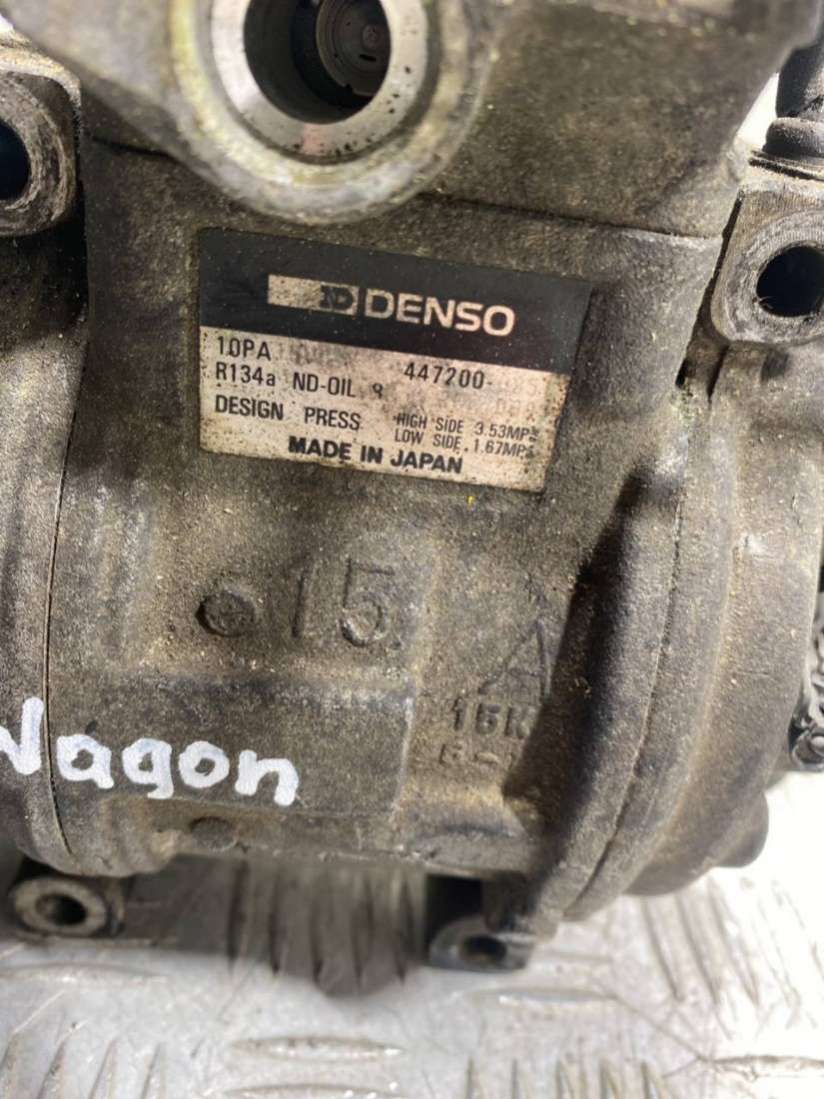 DENSO
10PA
447200-
R134a ND-OIL
DESIGN PRESS HIGH SIDE 3.53MPa
LOW SIDE 1.67MPa
MADE IN JAPAN
15
15
Wagon